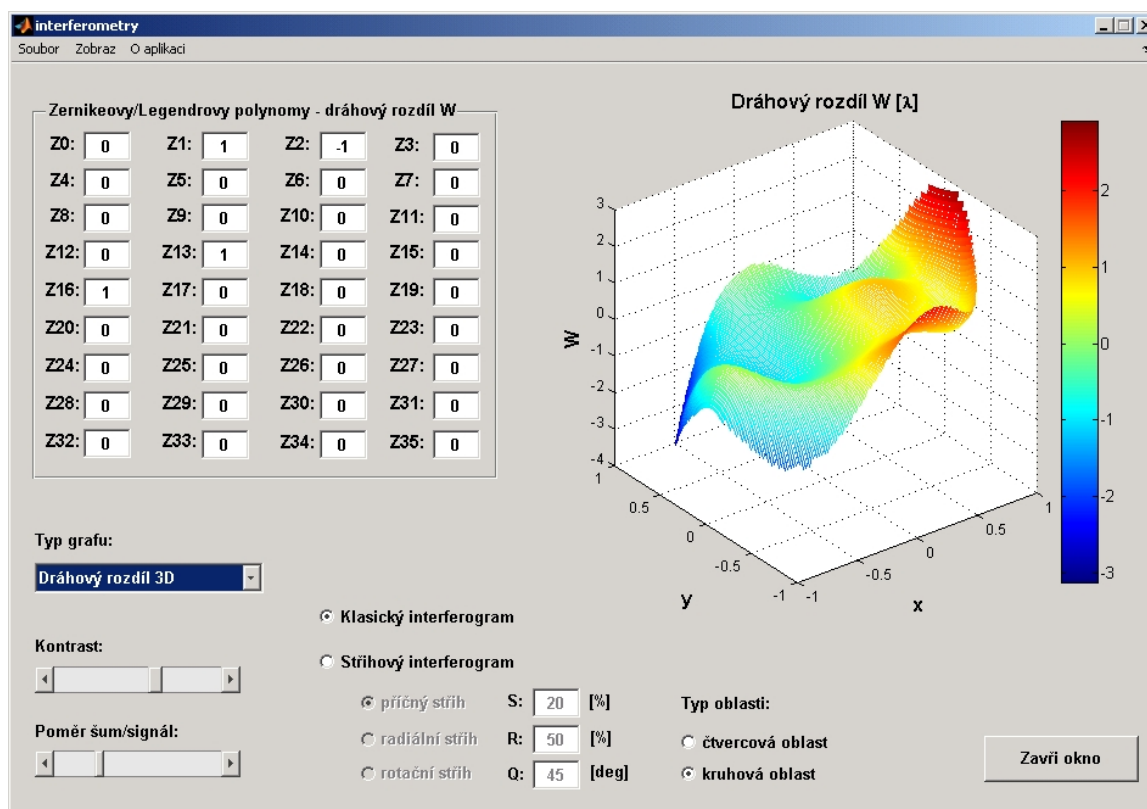 interferometry
Soubor Zobraz O aplikaci
Zernikeovy/Legendrovy polynomy - dráhový rozdíl W
Z0: 0 Z1: 1 Z2: -1 Z3: 0
Z4: 0 Z5: 0 Z6: 0 Z7: 0
Z8: 0 Z9: 0 Z10: 0 Z11: 0
Z12: 0 Z13: 1 Z14: 0 Z15: 0
Z16: 1 Z17: 0 Z18: 0 Z19: 0
Z20: 0 Z21: 0 Z22: 0 Z23: 0
Z24: 0 Z25: 0 Z26: 0 Z27: 0
Z28: 0 Z29: 0 Z30: 0 Z31: 0
Z32: 0 Z33: 0 Z34: 0 Z35: 0
Dráhový rozdíl W [λ]
3
2
1
0
-1
-2
-3
-4
W
1
0.5
0
-0.5
-1
y
-1
-0.5
0
0.5
1
x
2
1
0
-1
-2
-3
Typ grafu:
Dráhový rozdíl 3D
Kontrast:
Poměr šum/signál:
Klasický interferogram
Střihový interferogram
příčný střih S: 20 [%]
radiální střih R: 50 [%]
rotační střih Q: 45 [deg]
Typ oblasti:
čtvercová oblast
kruhová oblast
Zavři okno